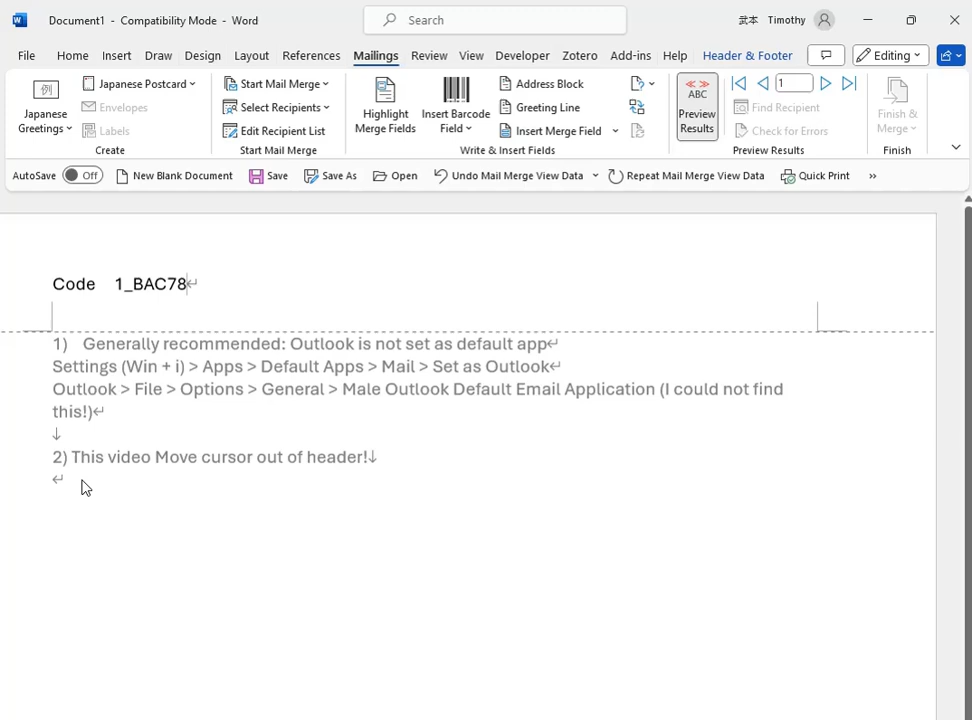 Document1 - Compatibility Mode - Word
Search
武本 Timothy
File Home Insert Draw Design Layout References Mailings Review View Developer Zotero Add-ins Help Header & Footer Editing
例
Japanese Greetings
Japanese Postcard
Envelopes
Labels
Create
Start Mail Merge
Select Recipients
Edit Recipient List
Start Mail Merge
Highlight Merge Fields
Insert Barcode Field
Address Block
Greeting Line
Insert Merge Field
Write & Insert Fields
ABC
Preview Results
1
Find Recipient
Check for Errors
Preview Results
Finish & Merge
Finish
AutoSave Off New Blank Document Save Save As Open Undo Mail Merge View Data Repeat Mail Merge View Data Quick Print »
Code 1_BAC78↵
1) Generally recommended: Outlook is not set as default app↵
Settings (Win + i) > Apps > Default Apps > Mail > Set as Outlook↵
Outlook > File > Options > General > Male Outlook Default Email Application (I could not find
this!)↵
↓
2) This video Move cursor out of header!↓
↵